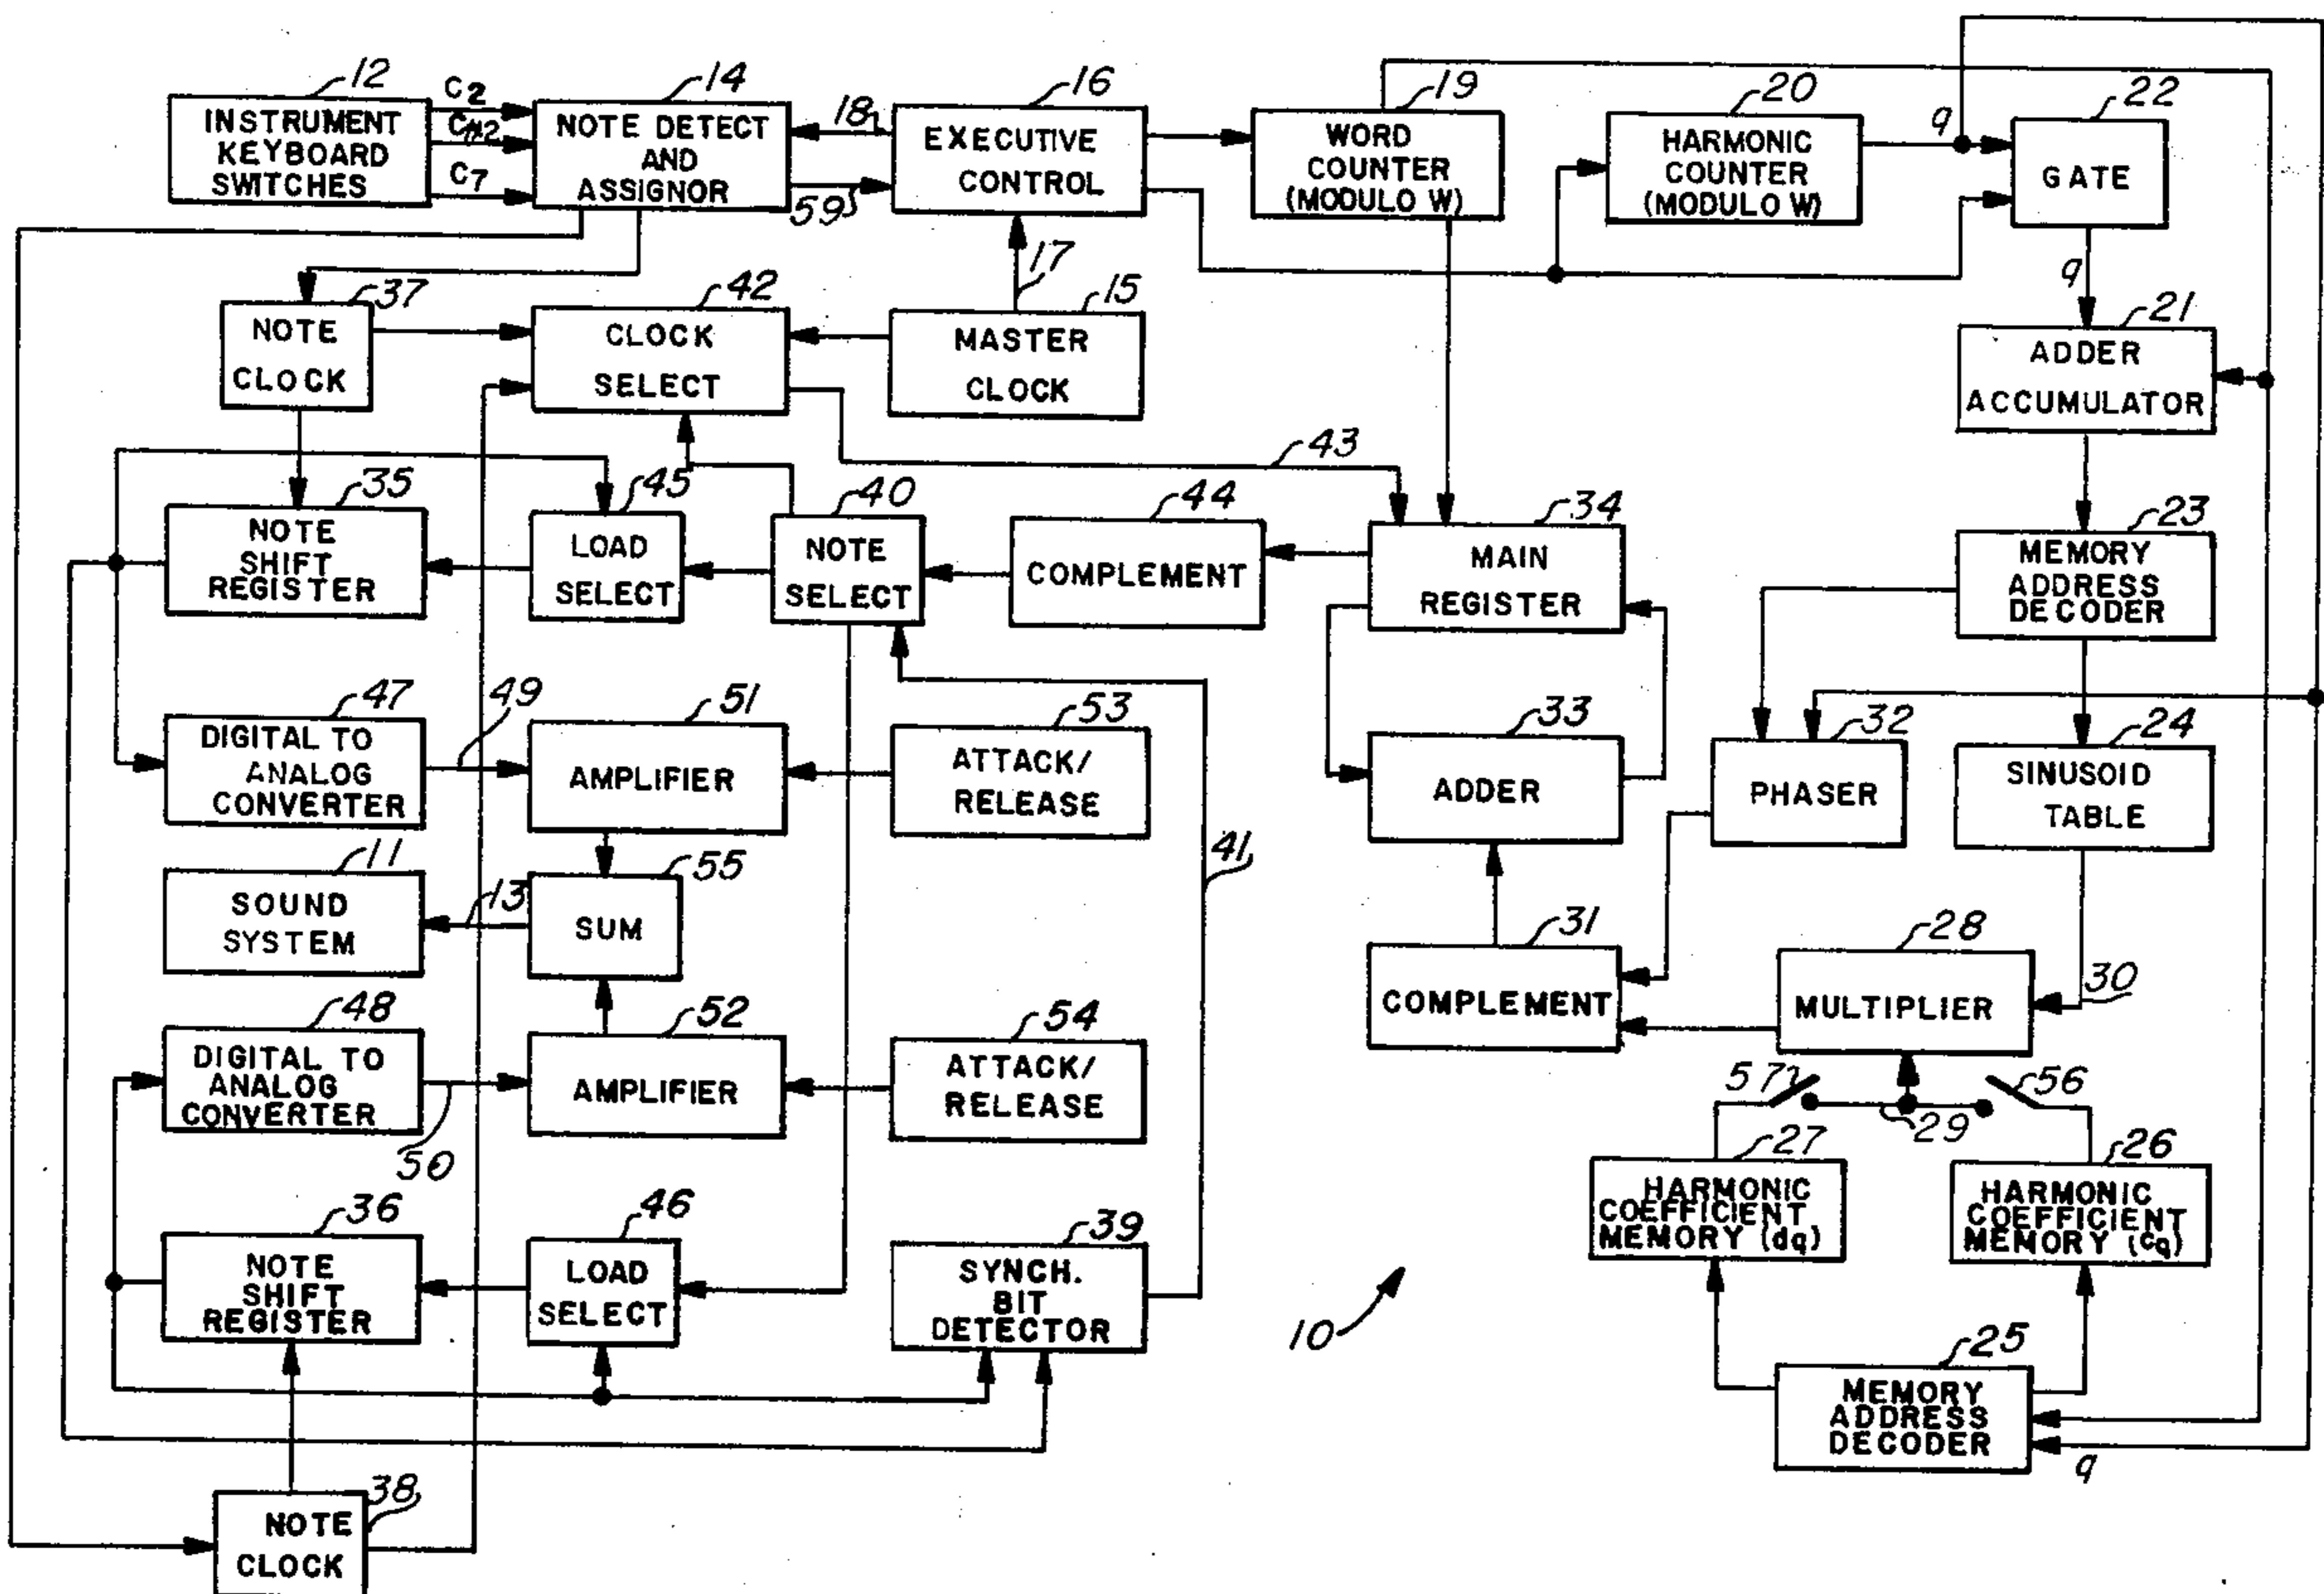 12
INSTRUMENT
KEYBOARD
SWITCHES
C2
C#2
C7
14
NOTE DETECT
AND
ASSIGNOR
18
59
16
EXECUTIVE
CONTROL
19
WORD
COUNTER
(MODULO W)
20
HARMONIC
COUNTER
(MODULO W)
q
22
GATE
q
17
37
NOTE
CLOCK
42
CLOCK
SELECT
15
MASTER
CLOCK
21
ADDER
ACCUMULATOR
43
35
NOTE
SHIFT
REGISTER
45
LOAD
SELECT
40
NOTE
SELECT
44
COMPLEMENT
34
MAIN
REGISTER
23
MEMORY
ADDRESS
DECODER
47
DIGITAL TO
ANALOG
CONVERTER
49
51
AMPLIFIER
53
ATTACK/
RELEASE
33
ADDER
32
PHASER
24
SINUSOID
TABLE
41
11
SOUND
SYSTEM
13
55
SUM
31
COMPLEMENT
28
MULTIPLIER
30
48
DIGITAL TO
ANALOG
CONVERTER
50
52
AMPLIFIER
54
ATTACK/
RELEASE
57
29
56
27
HARMONIC
COEFFICIENT
MEMORY (dq)
26
HARMONIC
COEFFICIENT
MEMORY (cq)
36
NOTE
SHIFT
REGISTER
46
LOAD
SELECT
39
SYNCH.
BIT
DETECTOR
10
25
MEMORY
ADDRESS
DECODER
q
38
NOTE
CLOCK